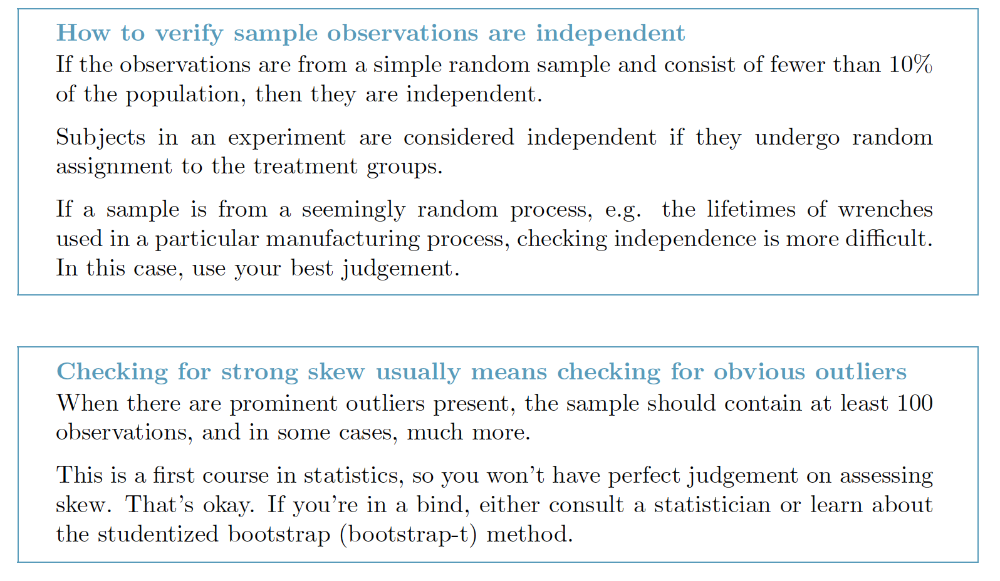 How to verify sample observations are independent
If the observations are from a simple random sample and consist of fewer than 10%
of the population, then they are independent.
Subjects in an experiment are considered independent if they undergo random
assignment to the treatment groups.
If a sample is from a seemingly random process, e.g. the lifetimes of wrenches
used in a particular manufacturing process, checking independence is more difficult.
In this case, use your best judgement.
Checking for strong skew usually means checking for obvious outliers
When there are prominent outliers present, the sample should contain at least 100
observations, and in some cases, much more.
This is a first course in statistics, so you won't have perfect judgement on assessing
skew. That's okay. If you're in a bind, either consult a statistician or learn about
the studentized bootstrap (bootstrap-t) method.